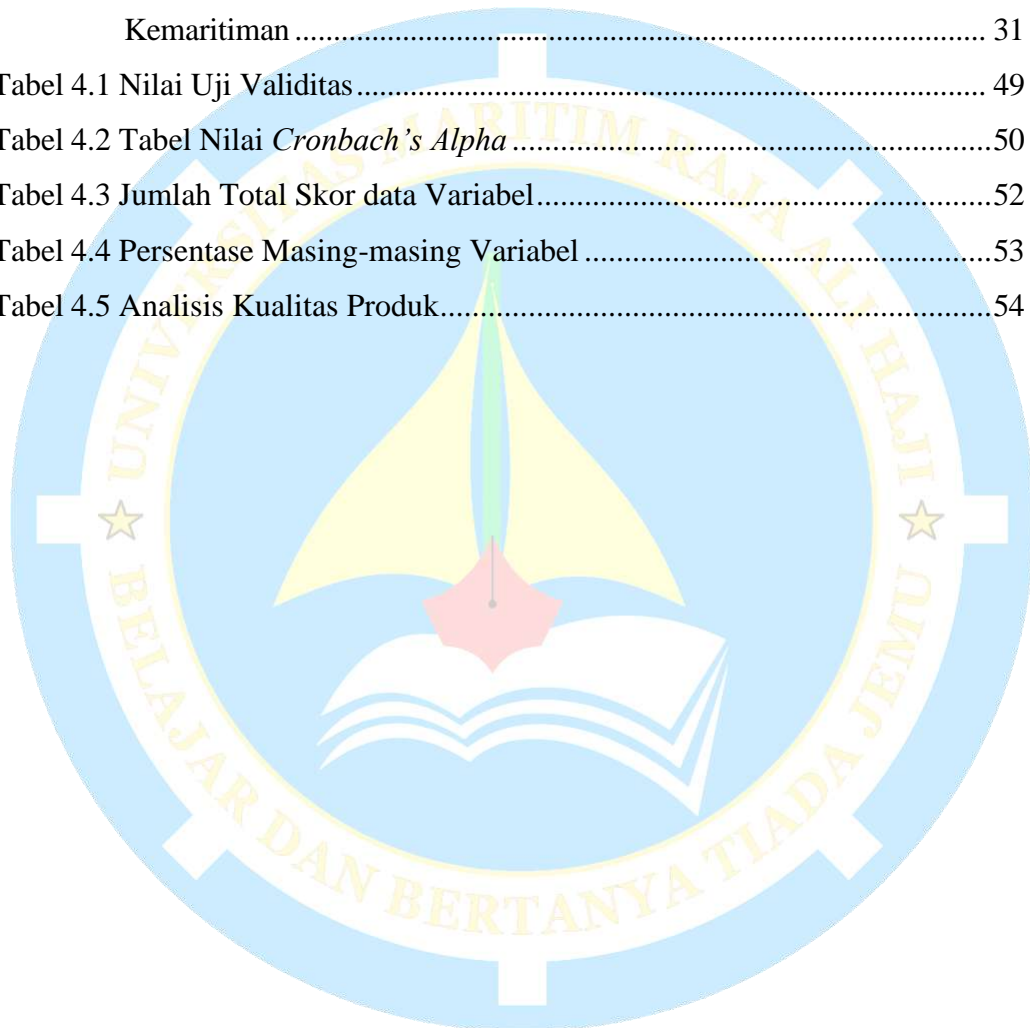 Kemaritiman ........................................................................................ 31
Tabel 4.1 Nilai Uji Validitas .................................................................................... 49
Tabel 4.2 Tabel Nilai Cronbach’s Alpha ................................................................ 50
Tabel 4.3 Jumlah Total Skor data Variabel............................................................. 52
Tabel 4.4 Persentase Masing-masing Variabel ....................................................... 53
Tabel 4.5 Analisis Kualitas Produk......................................................................... 54
UNIVERSITAS MARITIM RAJA ALI HAJI
BELAJAR DAN BERTANYA TIADA JEMU